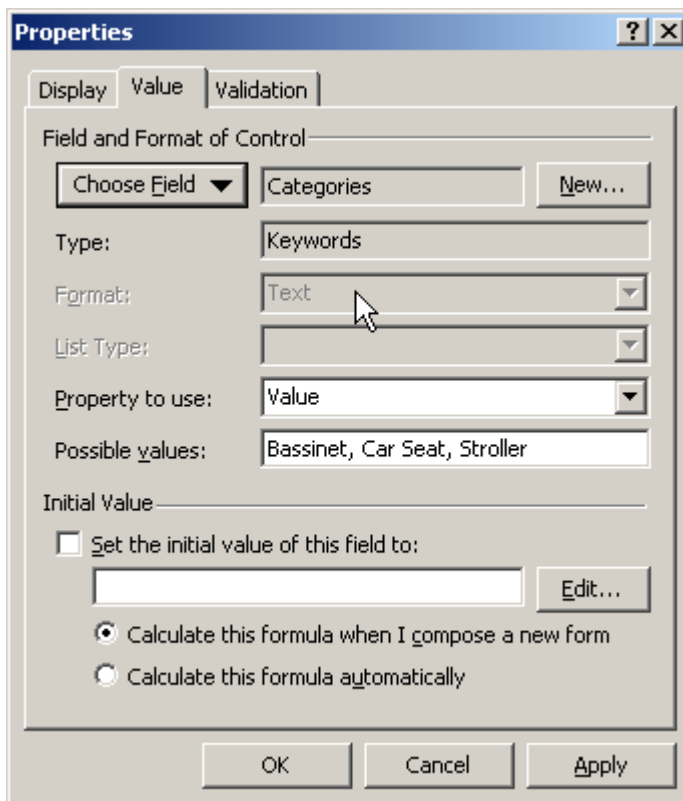 Properties
Display Value Validation
Field and Format of Control
Choose Field Categories New...
Type: Keywords
Format: Text
List Type:
Property to use: Value
Possible values: Bassinet, Car Seat, Stroller
Initial Value
Set the initial value of this field to:
Edit...
Calculate this formula when I compose a new form
Calculate this formula automatically
OK Cancel Apply